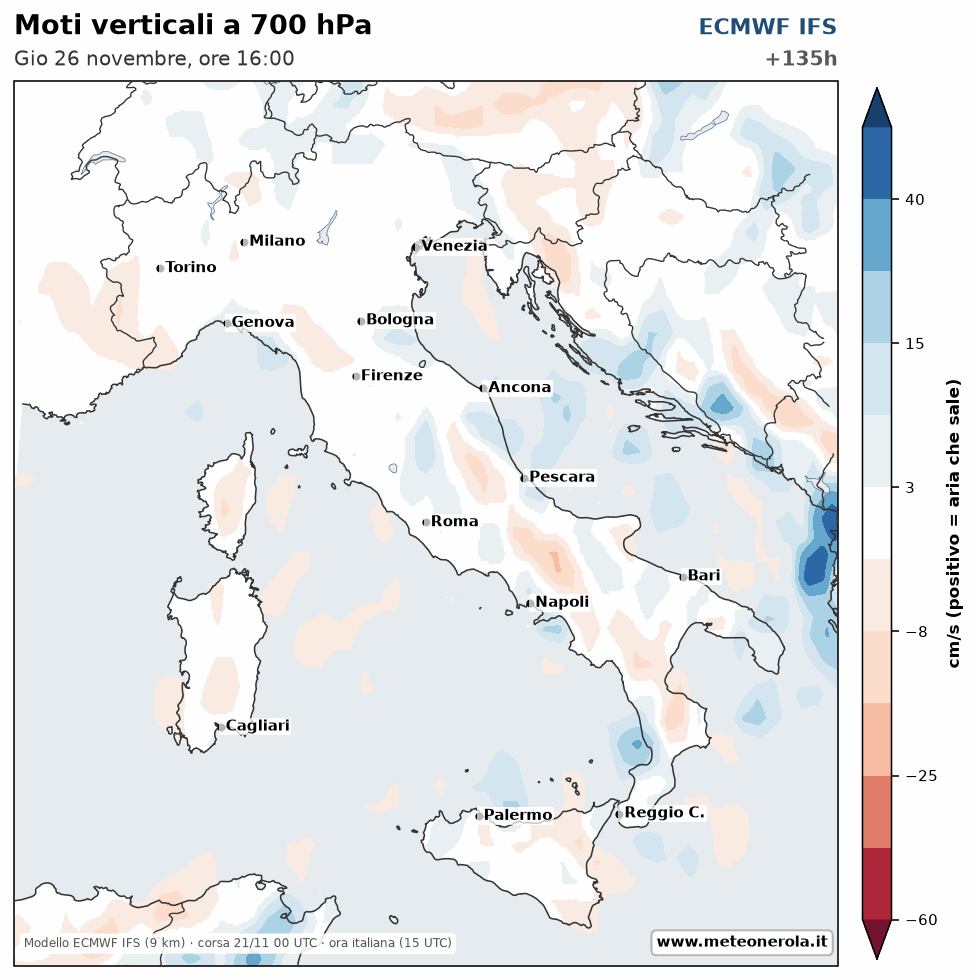 Moti verticali a 700 hPa
ECMWF IFS
Gio 26 novembre, ore 16:00
+135h
Milano
Venezia
Torino
Genova
Bologna
Firenze
Ancona
Pescara
Roma
Bari
Napoli
Cagliari
Palermo
Reggio C.
40
15
3
−8
−25
−60
cm/s (positivo = aria che sale)
Modello ECMWF IFS (9 km) · corsa 21/11 00 UTC · ora italiana (15 UTC)
www.meteonerola.it